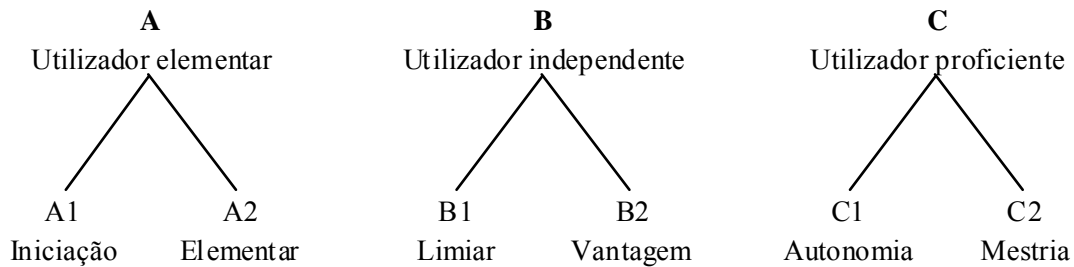 A
Utilizador elementar
B
Utilizador independente
C
Utilizador proficiente
A1
Iniciação
A2
Elementar
B1
Limiar
B2
Vantagem
C1
Autonomia
C2
Mestria